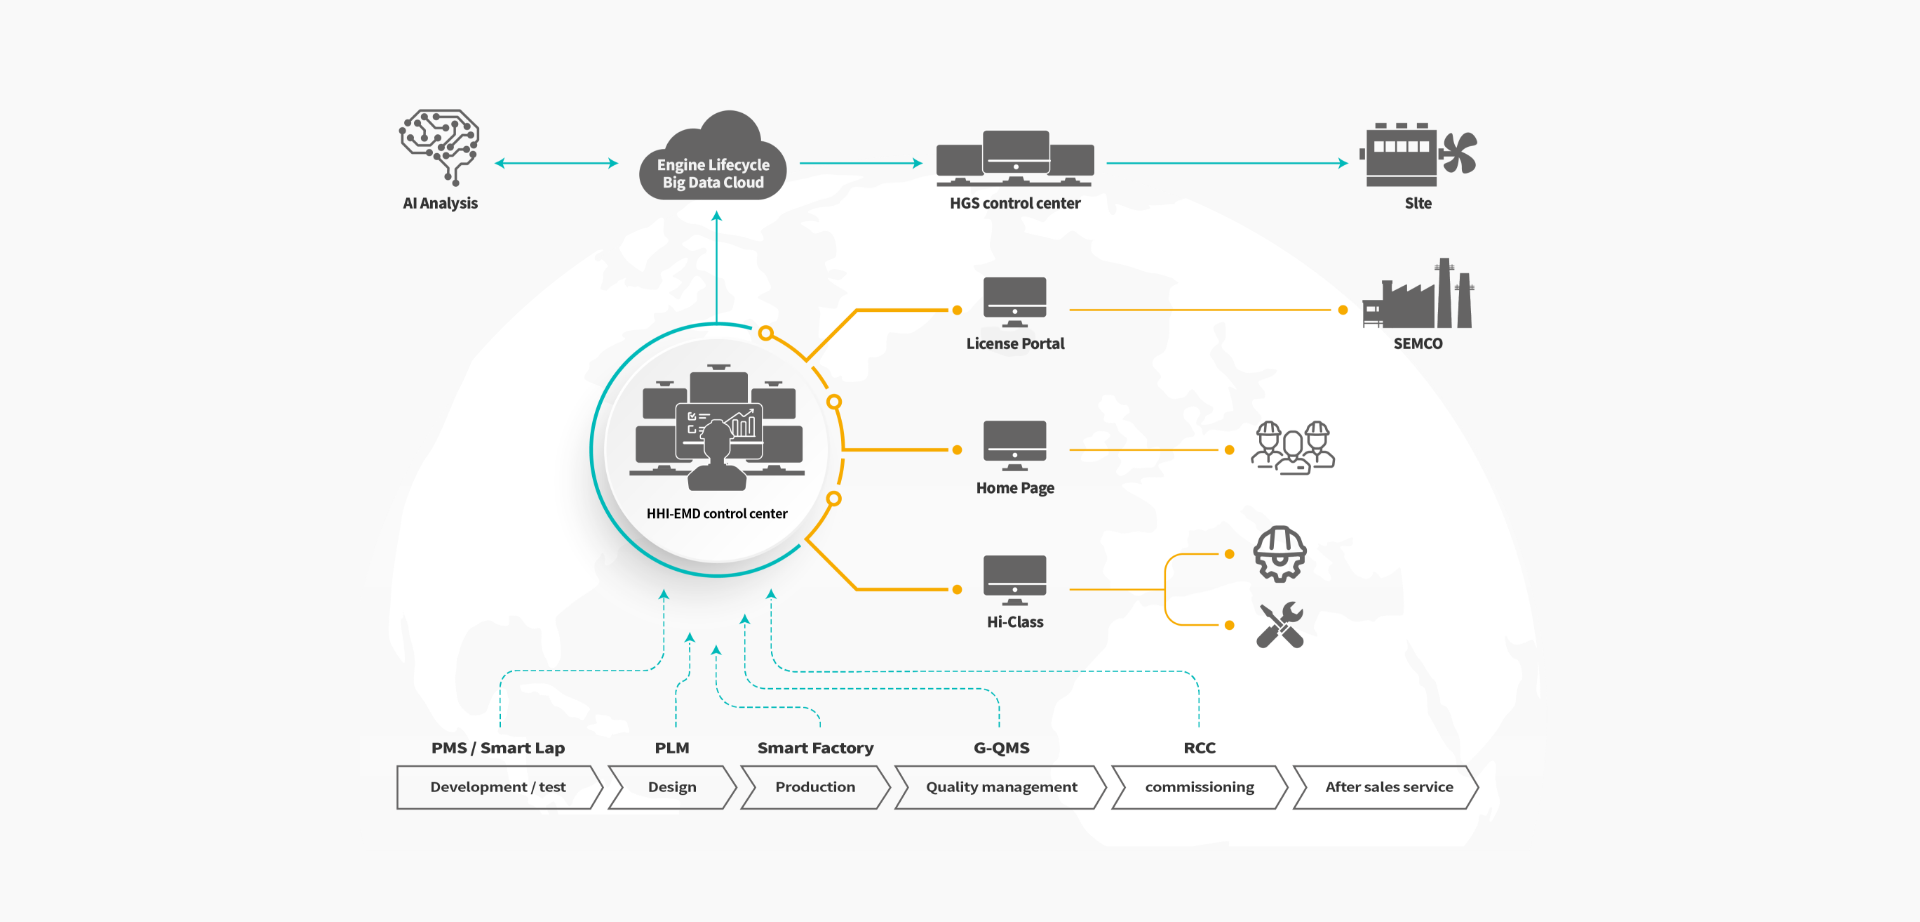 Engine Lifecycle
Big Data Cloud
AI Analysis
HGS control center
SIte
License Portal
SEMCO
Home Page
HHI-EMD control center
Hi-Class
PMS / Smart Lap
PLM
Smart Factory
G-QMS
RCC
Development / test
Design
Production
Quality management
commissioning
After sales service